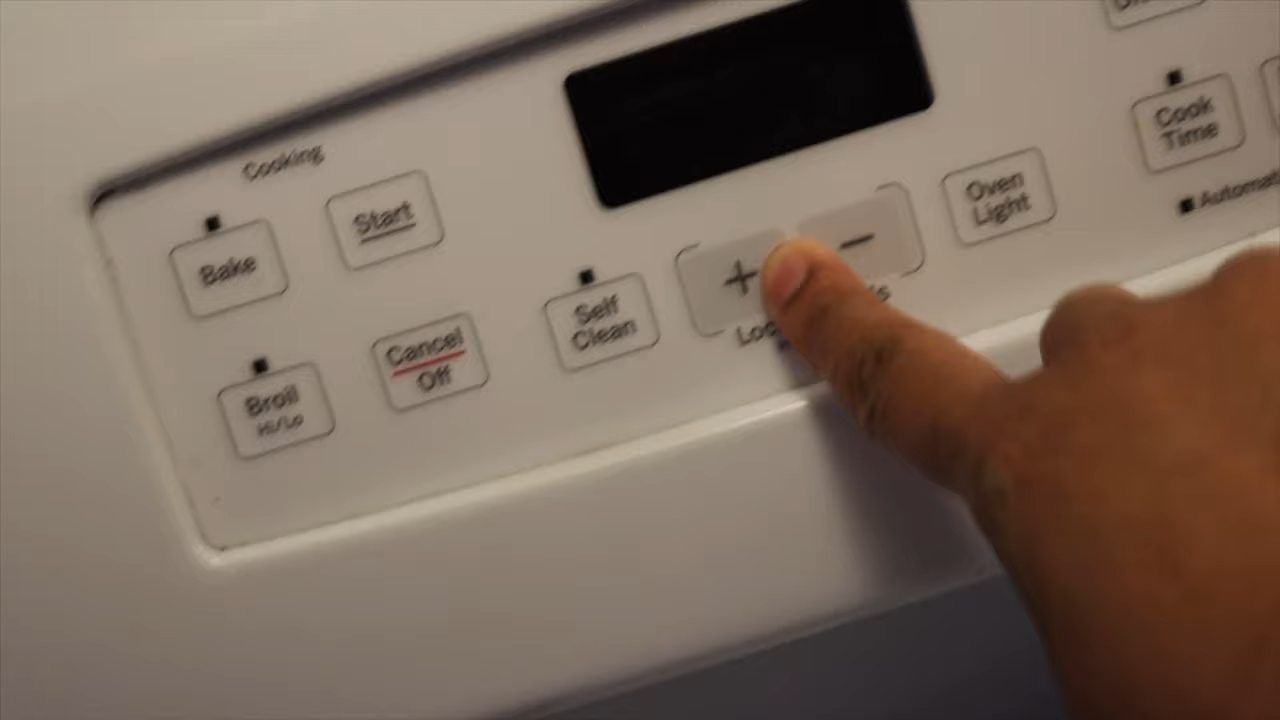 Cooking
Bake
Start
Broil
Hi/Lo
Cancel
Off
Self
Clean
+
−
Oven
Light
Cook
Time